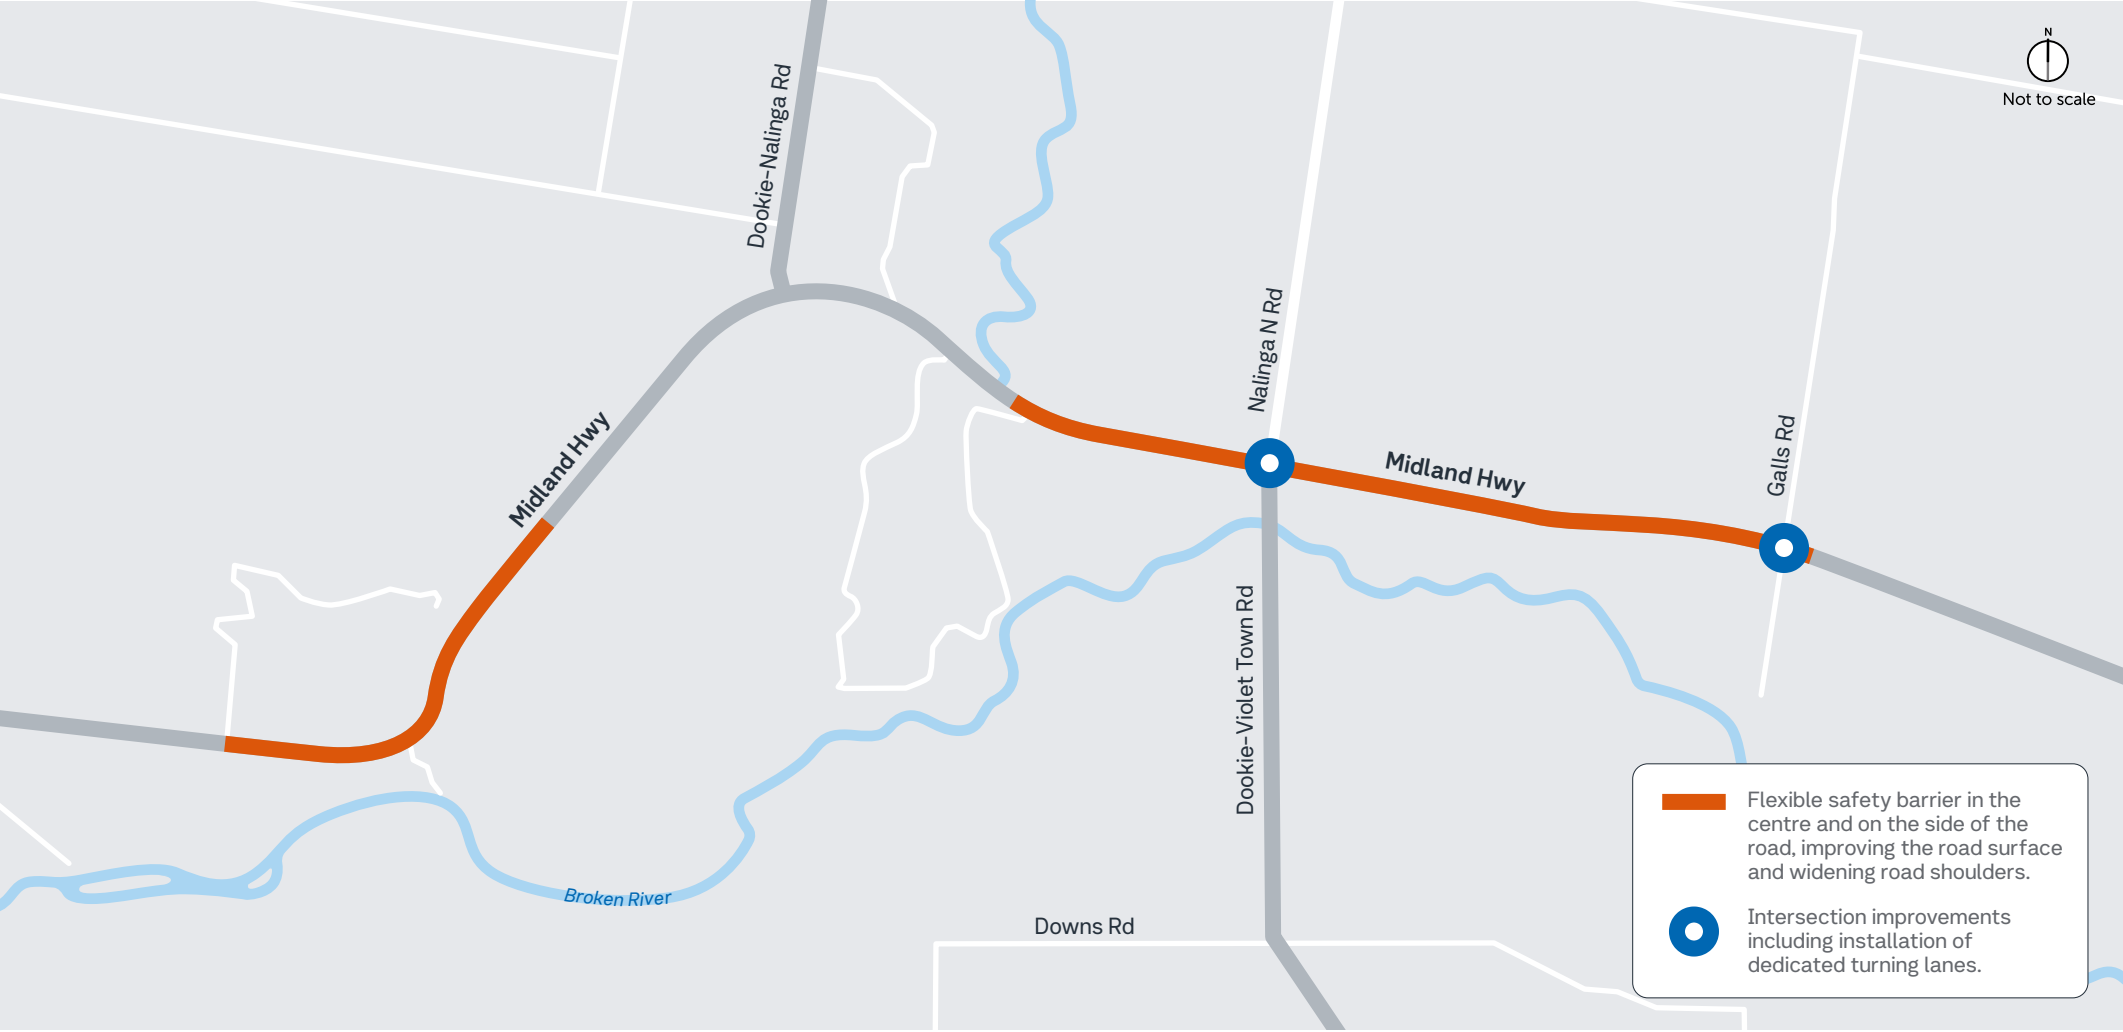 N
Not to scale
Dookie-Nalinga Rd
Nalinga N Rd
Midland Hwy
Midland Hwy
Galls Rd
Dookie-Violet Town Rd
Broken River
Downs Rd
Flexible safety barrier in the
centre and on the side of the
road, improving the road surface
and widening road shoulders.
Intersection improvements
including installation of
dedicated turning lanes.